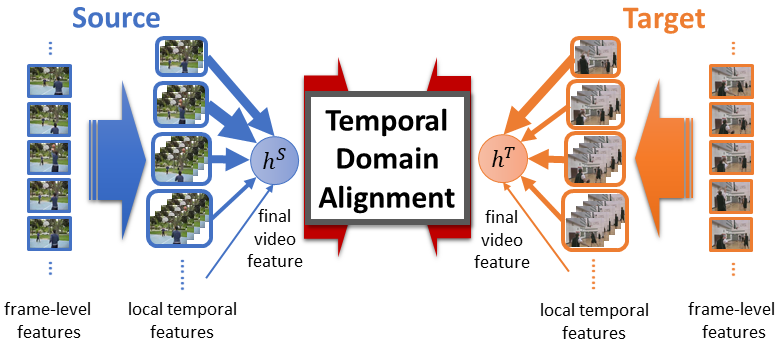 Source
Target
Temporal
Domain
Alignment
h^S
h^T
final
video
feature
final
video
feature
frame-level
features
local temporal
features
local temporal
features
frame-level
features